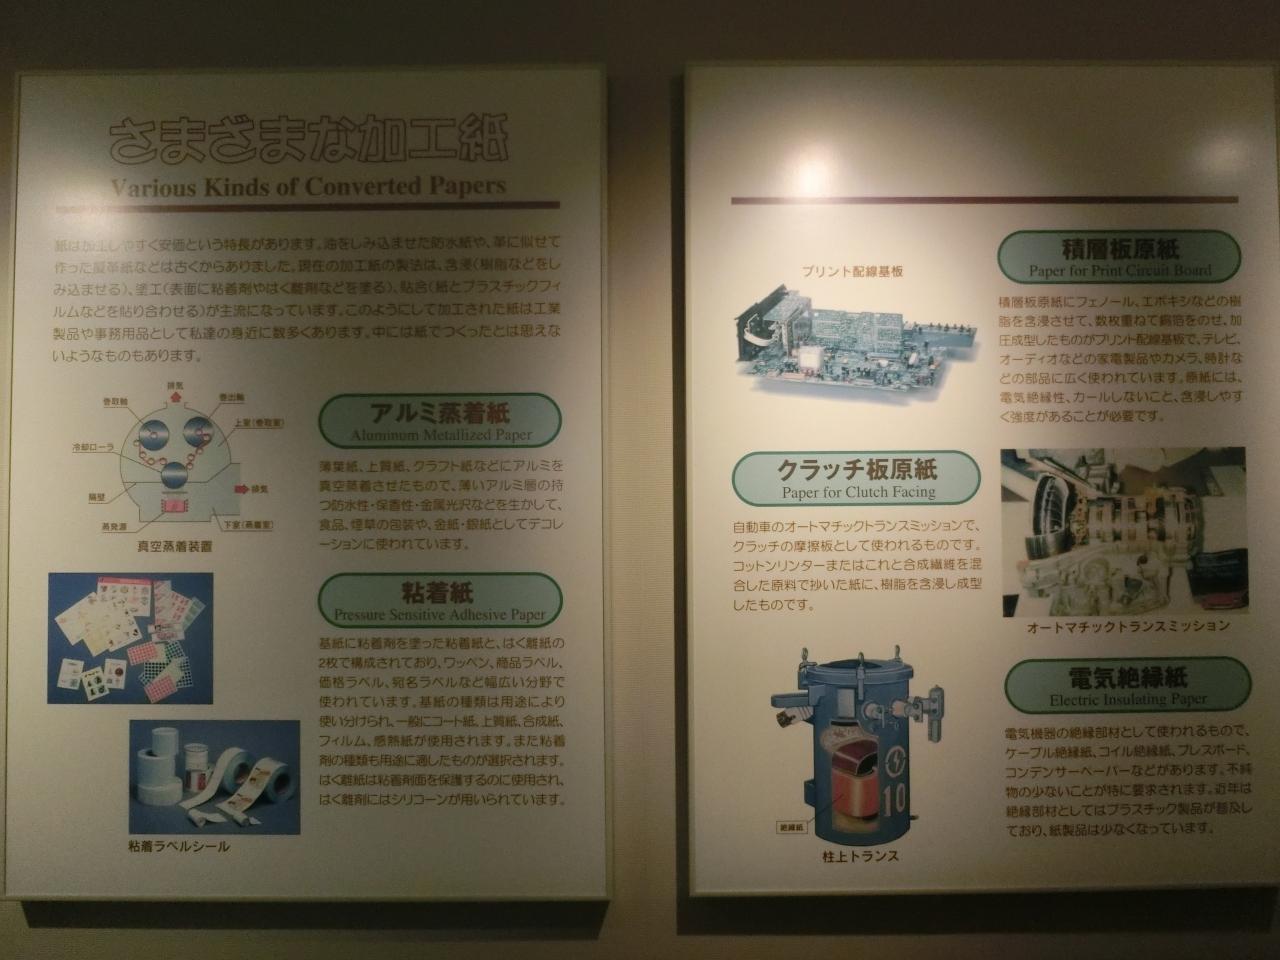 さまざまな加工紙
Various Kinds of Converted Papers
紙は加工しやすく安価という特長があります。油をしみ込ませた防水紙や、革に似せて
作った擬革紙などは古くからありました。現在の加工紙の製法は、含浸(樹脂などをし
み込ませる)、塗工(表面に粘着剤やはく離剤などを塗る)、貼合(紙とプラスチックフィ
ルムなどを貼り合わせる)が主流になっています。このようにして加工された紙は工業
製品や事務用品として私達の身近に数多くあります。中には紙でつくったとは思えな
いようなものもあります。
排気
巻取軸
巻出軸
上室(巻取室)
冷却ローラ
隔壁
排気
蒸発源
下室(蒸着室)
真空蒸着装置
アルミ蒸着紙
Aluminum Metallized Paper
薄葉紙、上質紙、クラフト紙などにアルミを
真空蒸着させたもので、薄いアルミ層の持
つ防水性・保香性・金属光沢などを生かして、
食品、煙草の包装や、金紙・銀紙としてデコレ
ーションに使われています。
粘着紙
Pressure Sensitive Adhesive Paper
基紙に粘着剤を塗った粘着紙と、はく離紙の
2枚で構成されており、ワッペン、商品ラベル、
価格ラベル、宛名ラベルなど幅広い分野で
使われています。基紙の種類は用途により
使い分けられ、一般にコート紙、上質紙、合成紙、
フィルム、感熱紙が使用されます。また粘着
剤の種類も用途に適したものが選択されます。
はく離紙は粘着剤面を保護するのに使用され、
はく離剤にはシリコーンが用いられています。
粘着ラベルシール
プリント配線基板
積層板原紙
Paper for Print Circuit Board
積層板原紙にフェノール、エポキシなどの樹
脂を含浸させて、数枚重ねて銅箔をのせ、加
圧成型したものがプリント配線基板で、テレビ、
オーディオなどの家電製品やカメラ、時計な
どの部品に広く使われています。原紙には、
電気絶縁性、カールしないこと、含浸しやす
く強度があることが必要です。
クラッチ板原紙
Paper for Clutch Facing
自動車のオートマチックトランスミッションで、
クラッチの摩擦板として使われるものです。
コットンリンターまたはこれと合成繊維を混
合した原料で抄いた紙に、樹脂を含浸し成型
したものです。
オートマチックトランスミッション
10
絶縁紙
柱上トランス
電気絶縁紙
Electric Insulating Paper
電気機器の絶縁部材として使われるもので、
ケーブル絶縁紙、コイル絶縁紙、プレスボード、
コンデンサーペーパーなどがあります。不純
物の少ないことが特に要求されます。近年は
絶縁部材としてはプラスチック製品が普及し
ており、紙製品は少なくなっています。